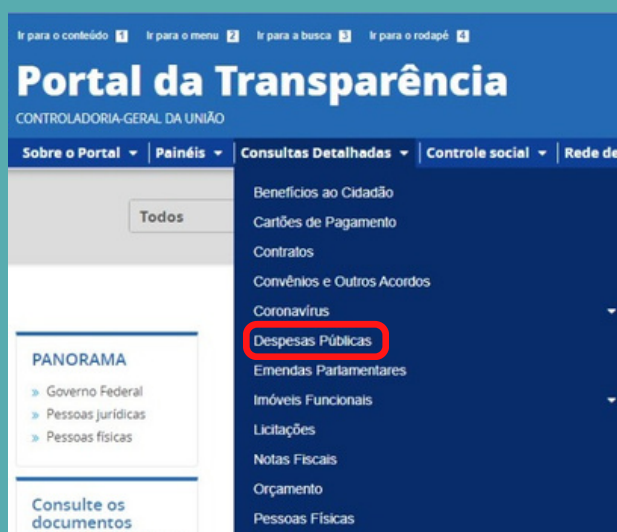 Ir para o conteúdo 1 Ir para o menu 2 Ir para a busca 3 Ir para o rodapé 4
Portal da Transparência
CONTROLADORIA-GERAL DA UNIÃO
Sobre o Portal Painéis Consultas Detalhadas Controle social Rede de
Todos
Benefícios ao Cidadão
Cartões de Pagamento
Contratos
Convênios e Outros Acordos
Coronavírus
Despesas Públicas
Emendas Parlamentares
Imóveis Funcionais
Licitações
Notas Fiscais
Orçamento
Pessoas Físicas
PANORAMA
» Governo Federal
» Pessoas jurídicas
» Pessoas físicas
Consulte os
documentos